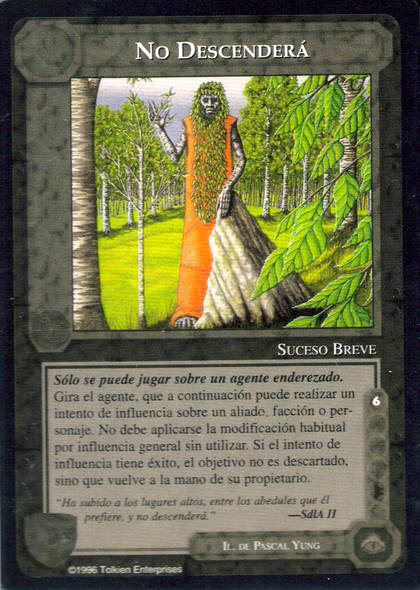 No Descenderá
Suceso Breve
Sólo se puede jugar sobre un agente enderezado.
Gira el agente, que a continuación puede realizar un
intento de influencia sobre un aliado, facción o per-
sonaje. No debe aplicarse la modificación habitual
por influencia general sin utilizar. Si el intento de
influencia tiene éxito, el objetivo no es descartado,
sino que vuelve a la mano de su propietario.
6
"Ha subido a los lugares altos, entre los abedules que él
prefiere, y no descenderá." —SdlA II
Il. de Pascal Yung
©1996 Tolkien Enterprises